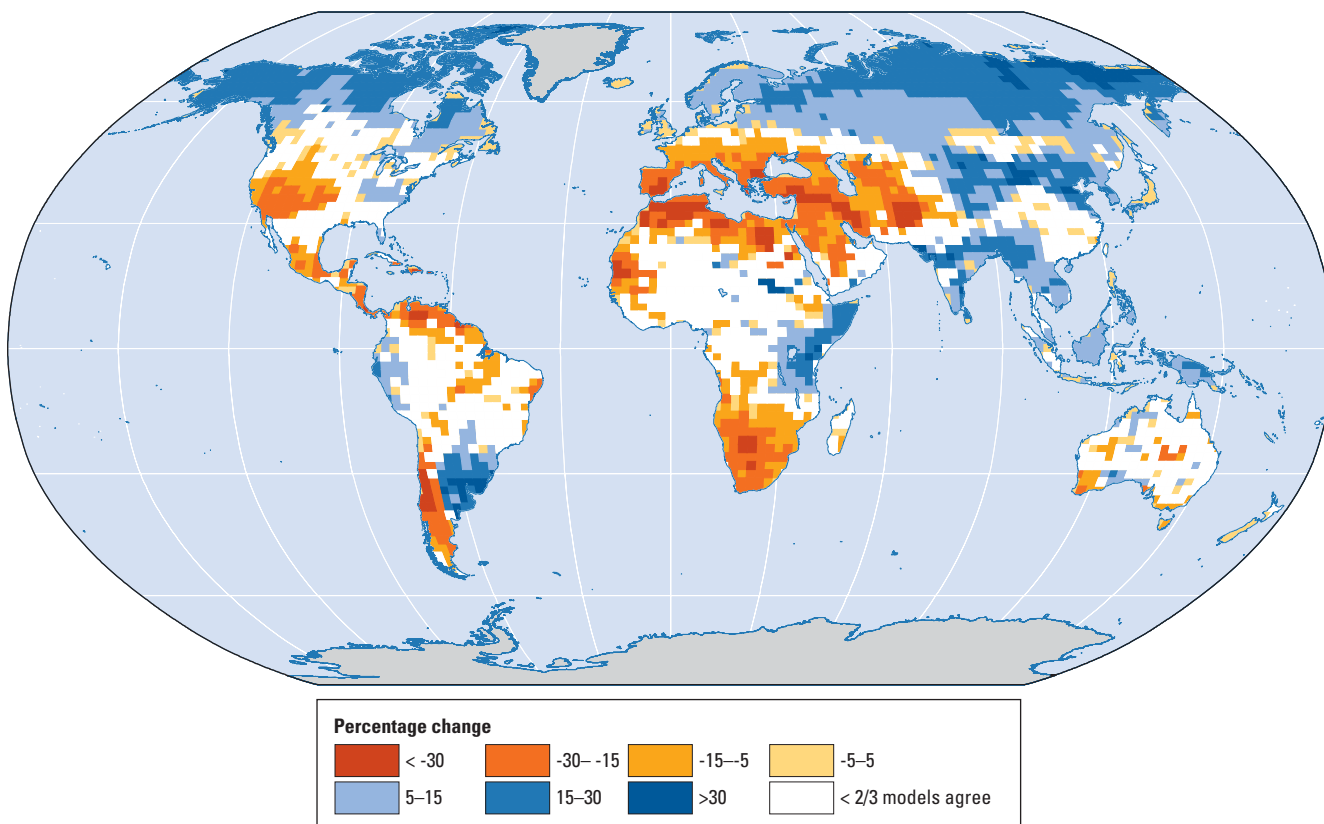 Percentage change
< -30 -30– -15 -15–-5 -5–5
5–15 15–30 >30 < 2/3 models agree